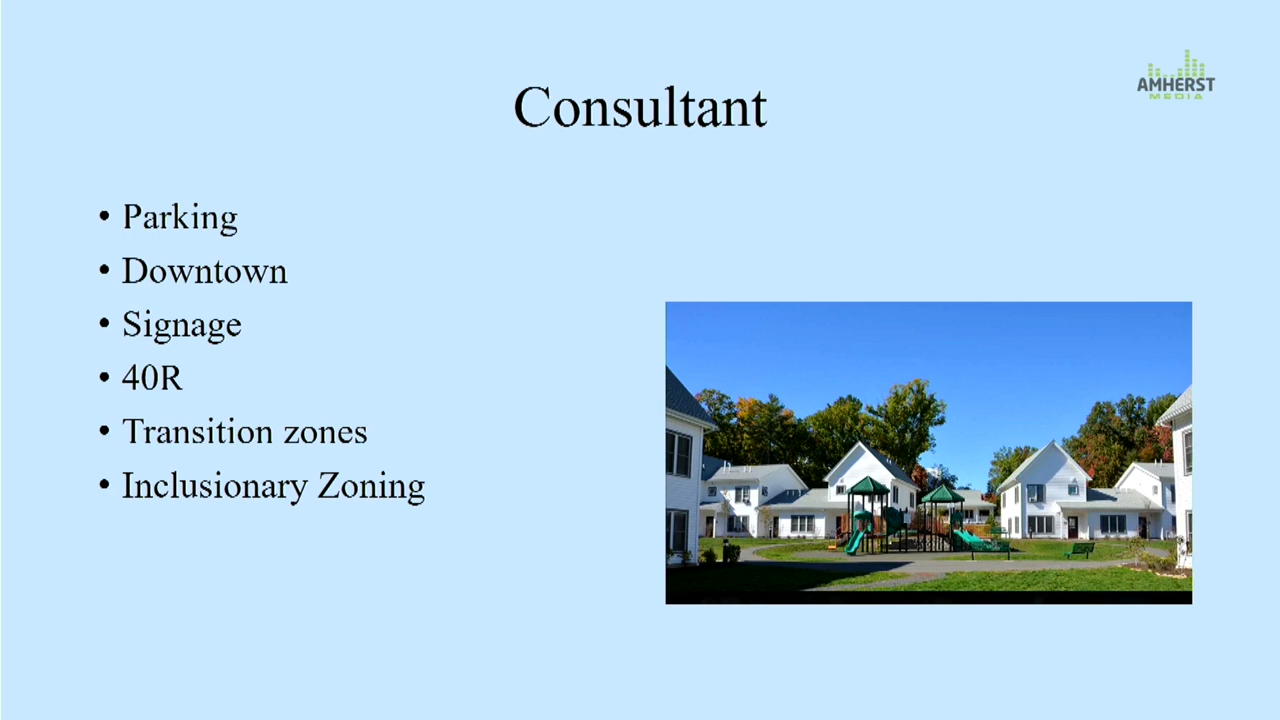 AMHERST
MEDIA
Consultant
• Parking
• Downtown
• Signage
• 40R
• Transition zones
• Inclusionary Zoning